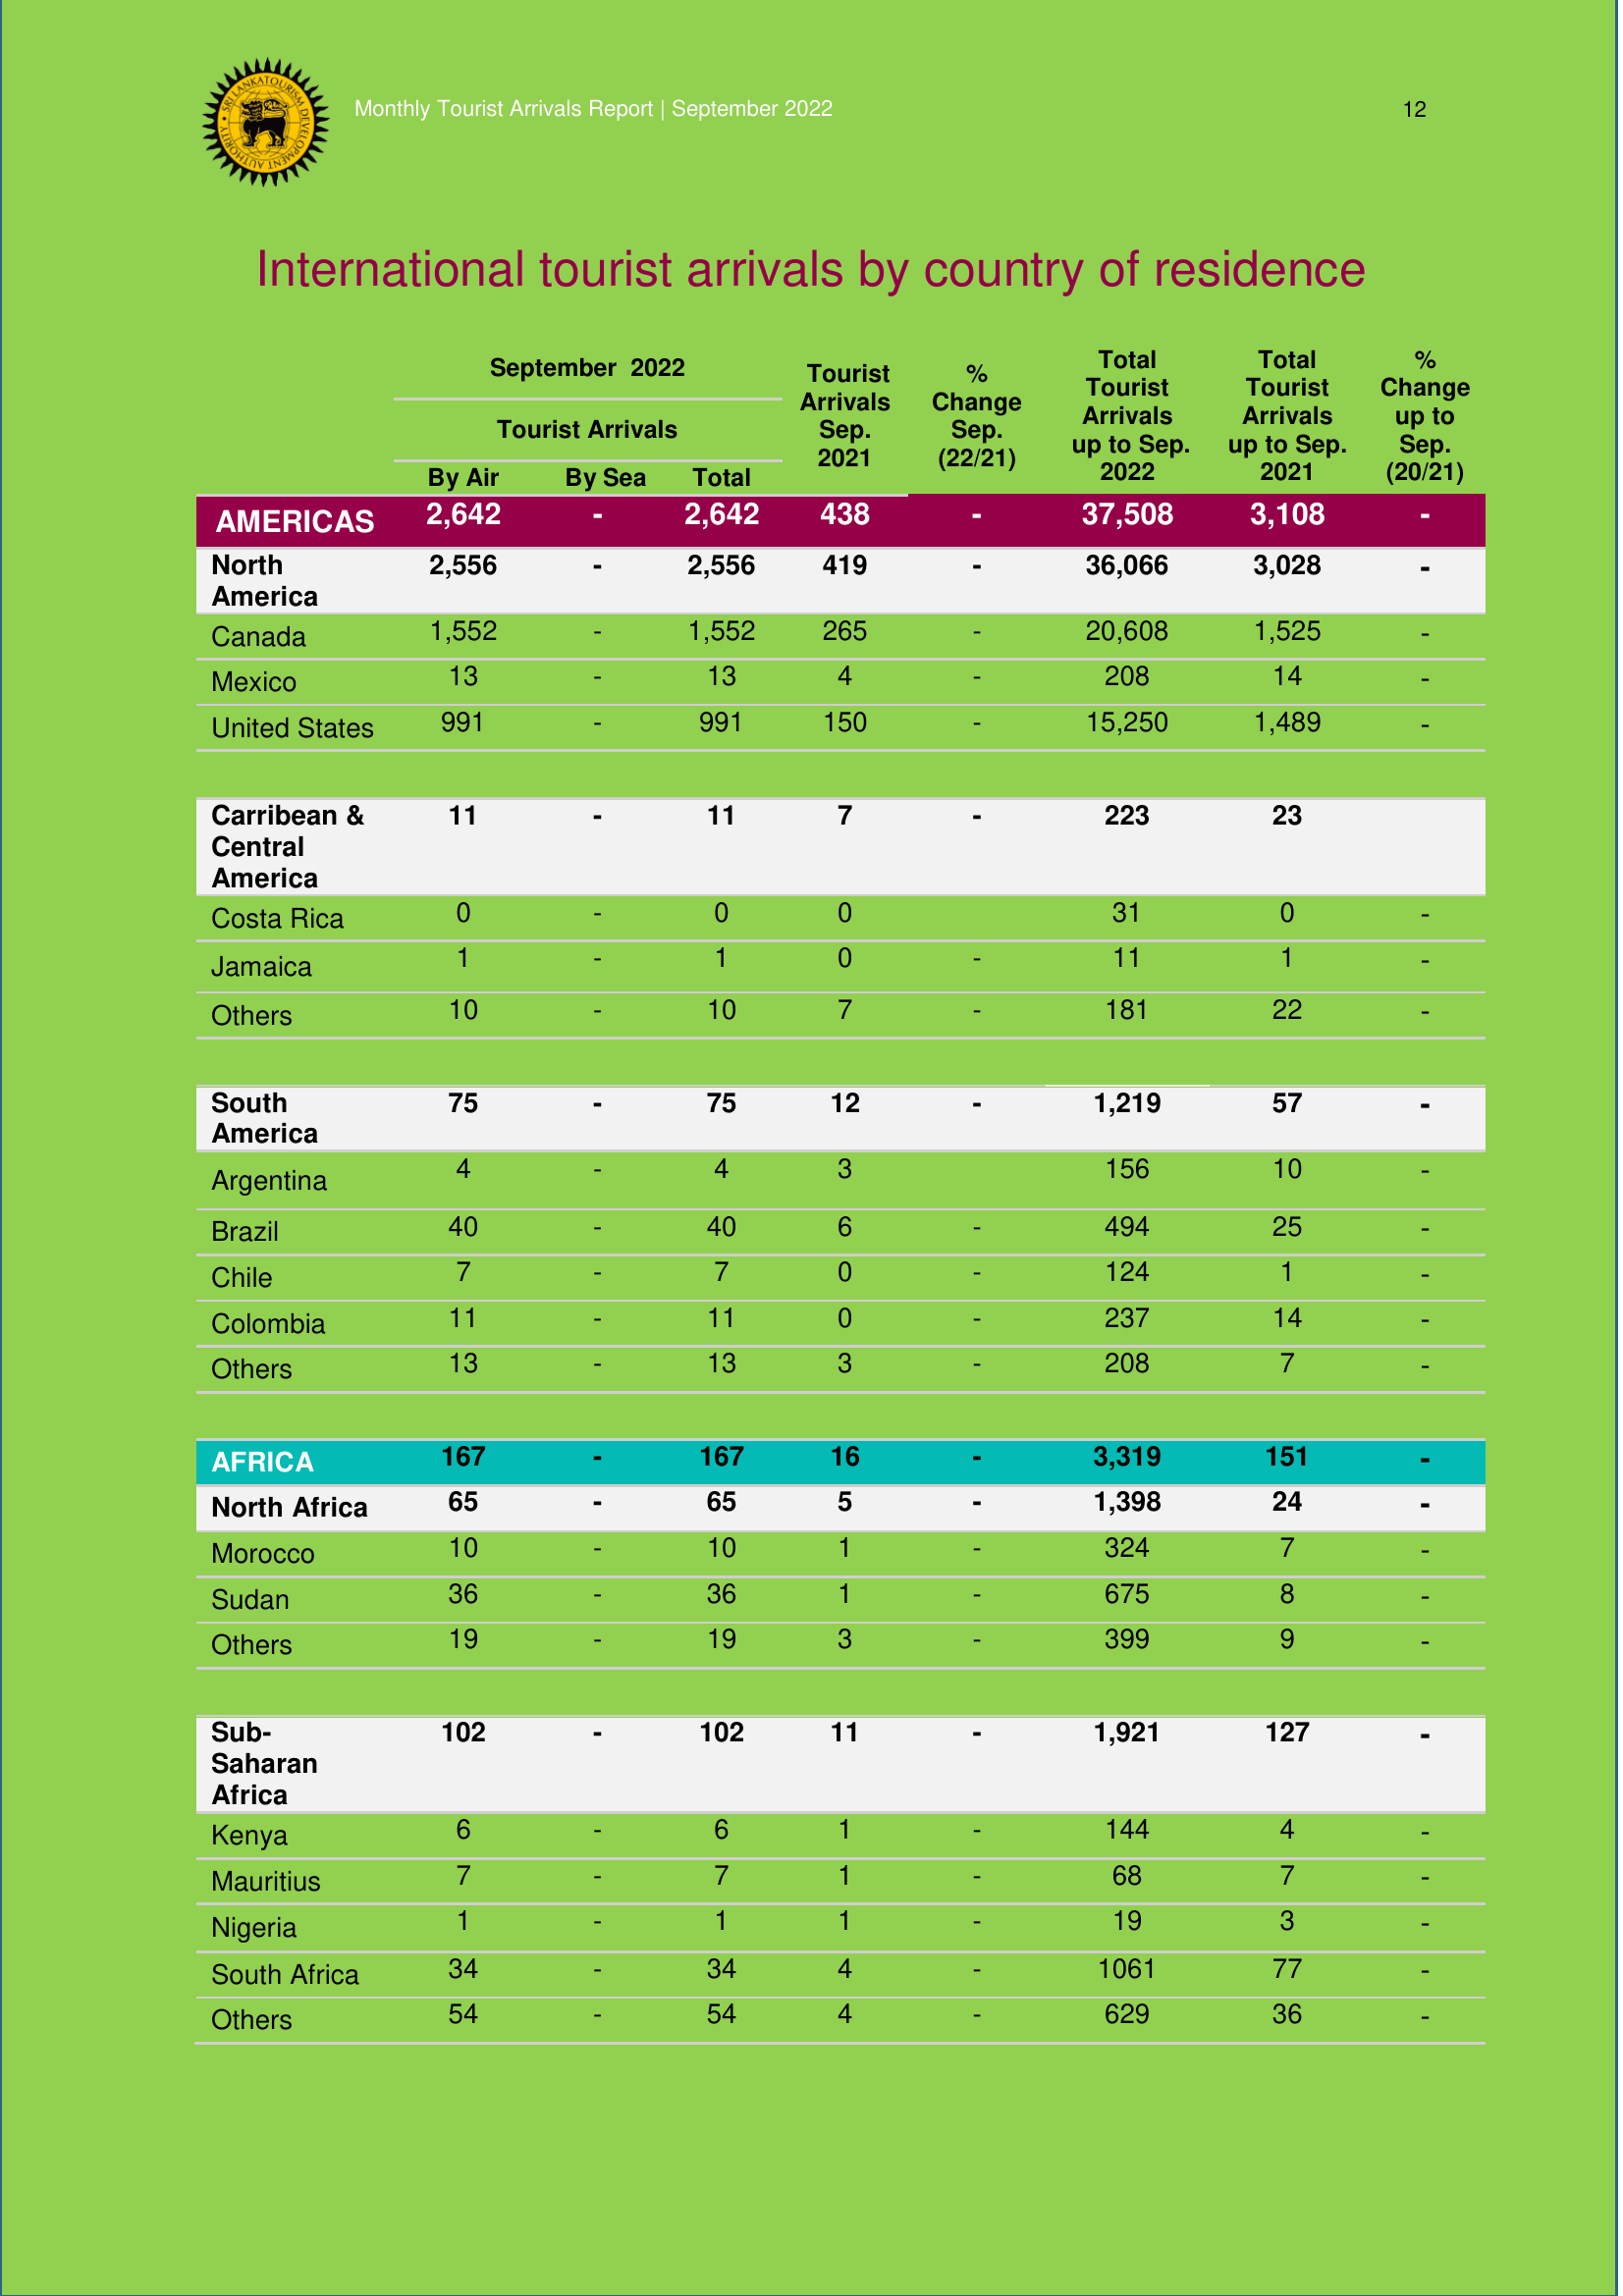 SRI LANKA TOURISM DEVELOPMENT AUTHORITY
Monthly Tourist Arrivals Report | September 2022
12
International tourist arrivals by country of residence
September 2022
Tourist Arrivals
By Air By Sea Total
Tourist Arrivals Sep. 2021
% Change Sep. (22/21)
Total Tourist Arrivals up to Sep. 2022
Total Tourist Arrivals up to Sep. 2021
% Change up to Sep. (20/21)
AMERICAS 2,642 - 2,642 438 - 37,508 3,108 -
North America 2,556 - 2,556 419 - 36,066 3,028 -
Canada 1,552 - 1,552 265 - 20,608 1,525 -
Mexico 13 - 13 4 - 208 14 -
United States 991 - 991 150 - 15,250 1,489 -
Carribean & Central America 11 - 11 7 - 223 23
Costa Rica 0 - 0 0 31 0 -
Jamaica 1 - 1 0 - 11 1 -
Others 10 - 10 7 - 181 22 -
South America 75 - 75 12 - 1,219 57 -
Argentina 4 - 4 3 156 10 -
Brazil 40 - 40 6 - 494 25 -
Chile 7 - 7 0 - 124 1 -
Colombia 11 - 11 0 - 237 14 -
Others 13 - 13 3 - 208 7 -
AFRICA 167 - 167 16 - 3,319 151 -
North Africa 65 - 65 5 - 1,398 24 -
Morocco 10 - 10 1 - 324 7 -
Sudan 36 - 36 1 - 675 8 -
Others 19 - 19 3 - 399 9 -
Sub-Saharan Africa 102 - 102 11 - 1,921 127 -
Kenya 6 - 6 1 - 144 4 -
Mauritius 7 - 7 1 - 68 7 -
Nigeria 1 - 1 1 - 19 3 -
South Africa 34 - 34 4 - 1061 77 -
Others 54 - 54 4 - 629 36 -